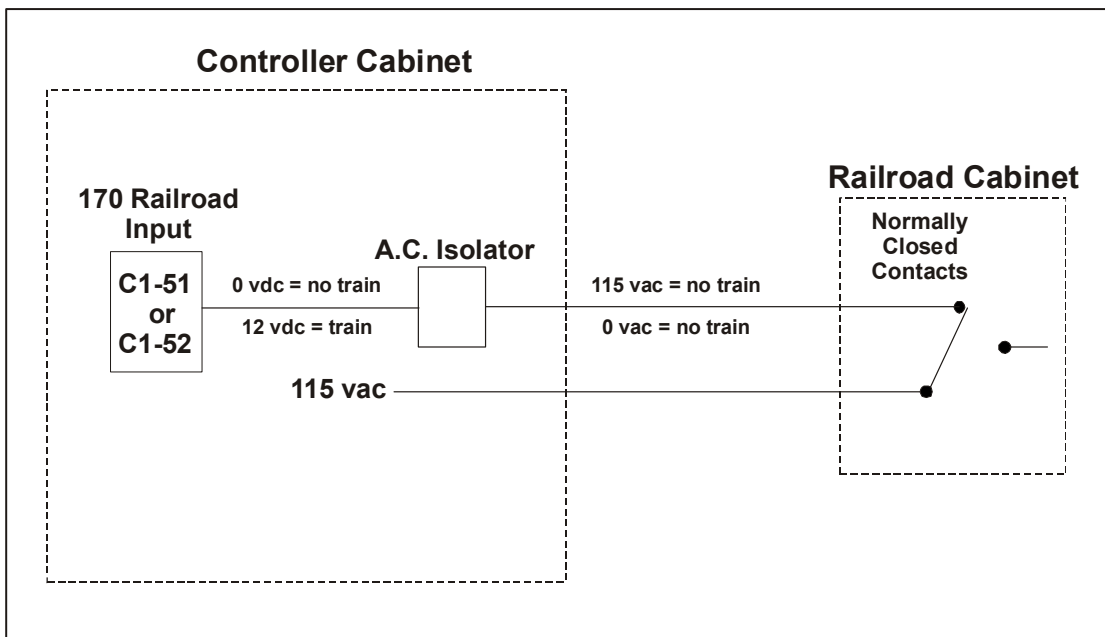 Controller Cabinet
170 Railroad
Input
C1-51
or
C1-52
0 vdc = no train
12 vdc = train
A.C. Isolator
115 vac = no train
0 vac = no train
115 vac
Railroad Cabinet
Normally
Closed
Contacts